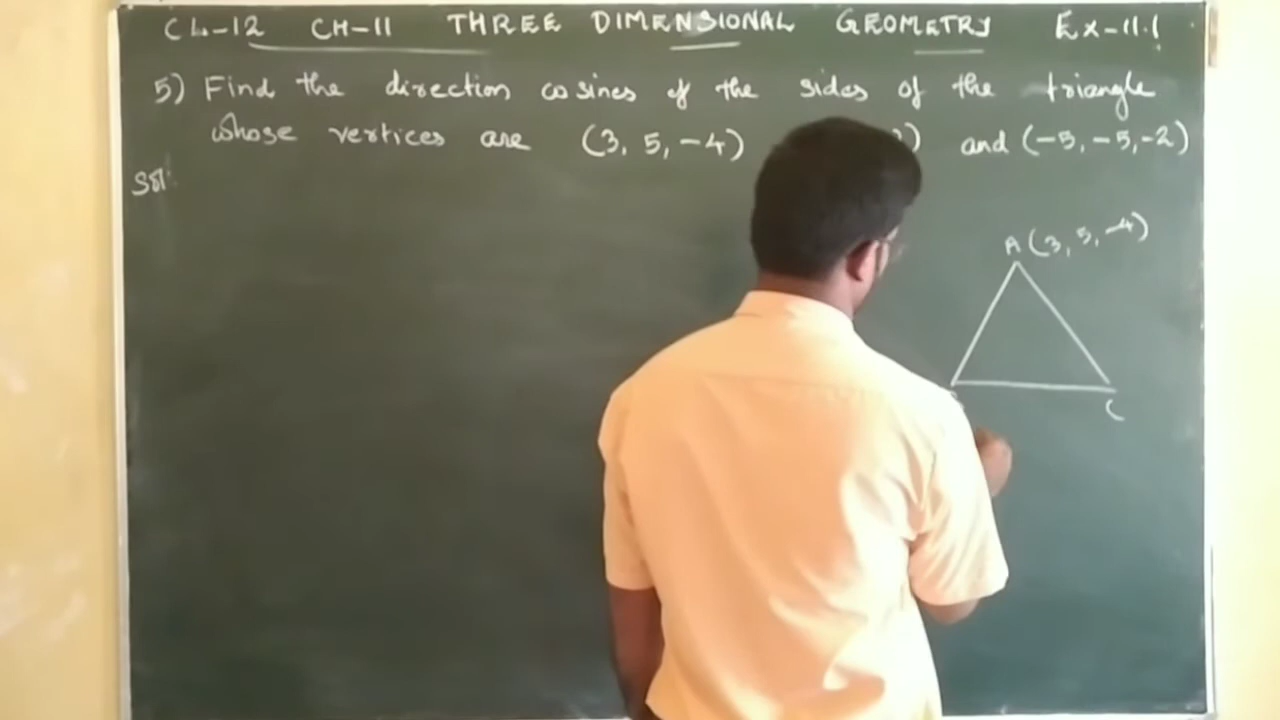 CL-12 CH-11 THREE DIMENSIONAL GEOMETRY Ex-11.1
5) Find the direction cosines of the sides of the triangle
whose vertices are (3, 5, -4) ) and (-5, -5, -2)
Sol:
A (3, 5, -4)
C